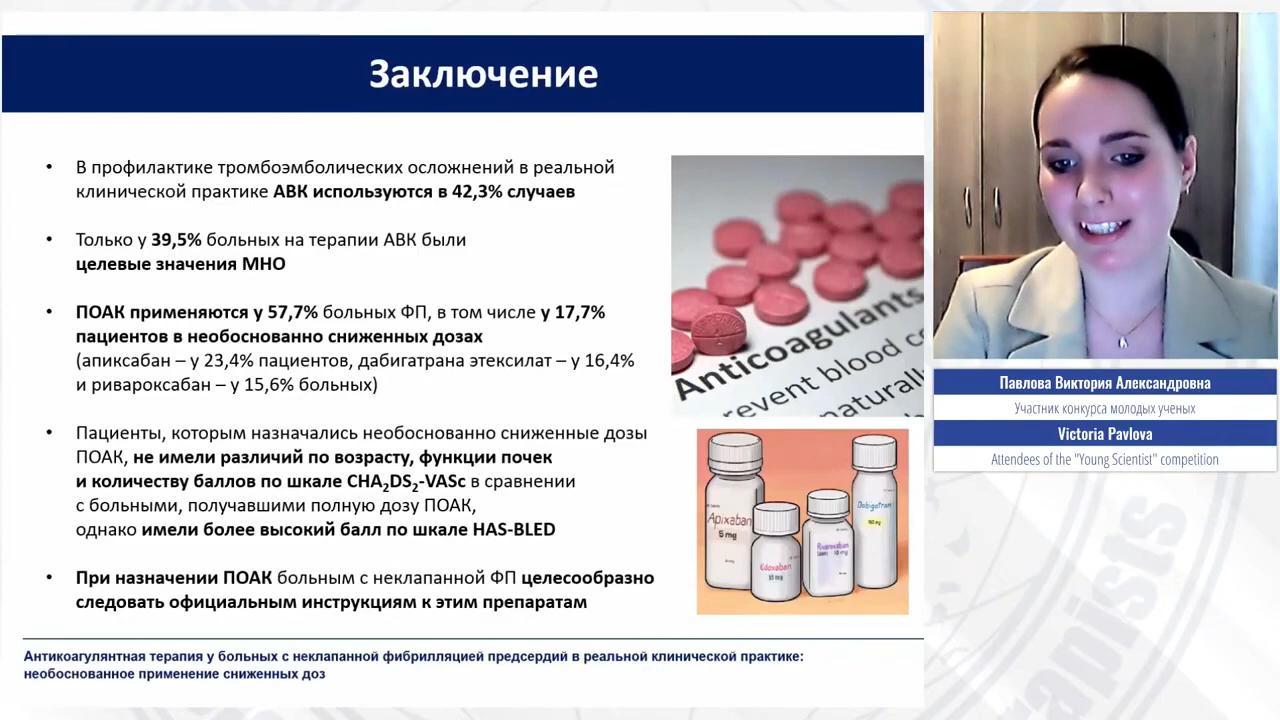 Заключение
• В профилактике тромбоэмболических осложнений в реальной
клинической практике АВК используются в 42,3% случаев
• Только у 39,5% больных на терапии АВК были
целевые значения МНО
• ПОАК применяются у 57,7% больных ФП, в том числе у 17,7%
пациентов в необоснованно сниженных дозах
(апиксабан – у 23,4% пациентов, дабигатрана этексилат – у 16,4%
и ривароксабан – у 15,6% больных)
• Пациенты, которым назначались необоснованно сниженные дозы
ПОАК, не имели различий по возрасту, функции почек
и количеству баллов по шкале CHA2DS2-VASc в сравнении
с больными, получавшими полную дозу ПОАК,
однако имели более высокий балл по шкале HAS-BLED
• При назначении ПОАК больным с неклапанной ФП целесообразно
следовать официальным инструкциям к этим препаратам
Anticoagulants
revent blood c
naturall
Apixaban
5 mg
Edoxaban
Dabigatran
Антикоагулянтная терапия у больных с неклапанной фибрилляцией предсердий в реальной клинической практике:
необоснованное применение сниженных доз
Павлова Виктория Александровна
Участник конкурса молодых ученых
Victoria Pavlova
Attendees of the "Young Scientist" competition
rapists